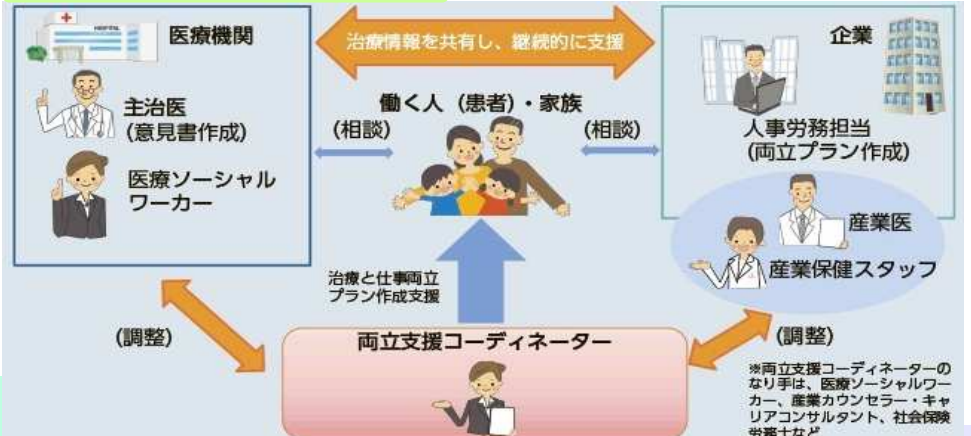 医療機関
主治医
(意見書作成)
医療ソーシャル
ワーカー
治療情報を共有し、継続的に支援
働く人(患者)・家族
(相談)
(相談)
企業
人事労務担当
(両立プラン作成)
産業医
産業保健スタッフ
治療と仕事両立
プラン作成支援
(調整)
両立支援コーディネーター
(調整)
※両立支援コーディネーターの
なり手は、医療ソーシャルワー
カー、産業カウンセラー・キャ
リアコンサルタント、社会保険
労務士など